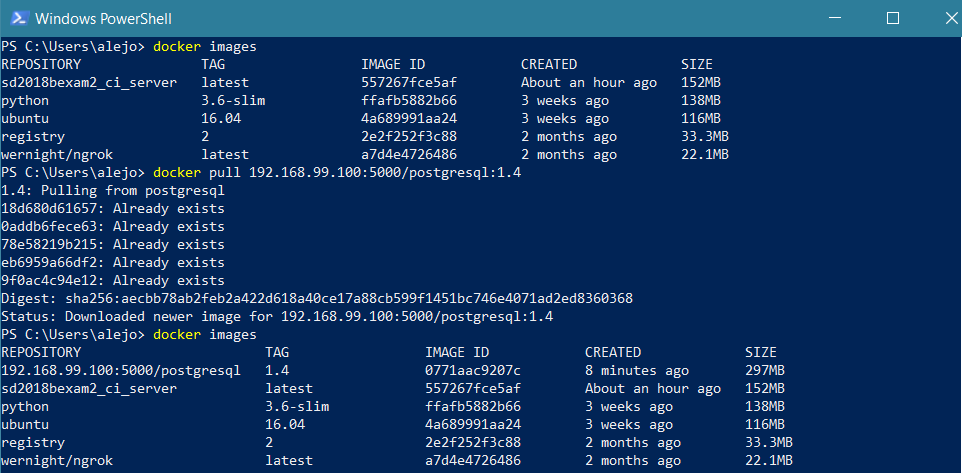 Windows PowerShell
PS C:\Users\alejo> docker images
REPOSITORY TAG IMAGE ID CREATED SIZE
sd2018bexam2_ci_server latest 557267fce5af About an hour ago 152MB
python 3.6-slim ffafb5882b66 3 weeks ago 138MB
ubuntu 16.04 4a689991aa24 3 weeks ago 116MB
registry 2 2e2f252f3c88 2 months ago 33.3MB
wernight/ngrok latest a7d4e4726486 2 months ago 22.1MB
PS C:\Users\alejo> docker pull 192.168.99.100:5000/postgresql:1.4
1.4: Pulling from postgresql
18d680d61657: Already exists
0addb6fece63: Already exists
78e58219b215: Already exists
eb6959a66df2: Already exists
9f0ac4c94e12: Already exists
Digest: sha256:aecbb78ab2feb2a422d618a40ce17a88cb599f1451bc746e4071ad2ed8360368
Status: Downloaded newer image for 192.168.99.100:5000/postgresql:1.4
PS C:\Users\alejo> docker images
REPOSITORY TAG IMAGE ID CREATED SIZE
192.168.99.100:5000/postgresql 1.4 0771aac9207c 8 minutes ago 297MB
sd2018bexam2_ci_server latest 557267fce5af About an hour ago 152MB
python 3.6-slim ffafb5882b66 3 weeks ago 138MB
ubuntu 16.04 4a689991aa24 3 weeks ago 116MB
registry 2 2e2f252f3c88 2 months ago 33.3MB
wernight/ngrok latest a7d4e4726486 2 months ago 22.1MB